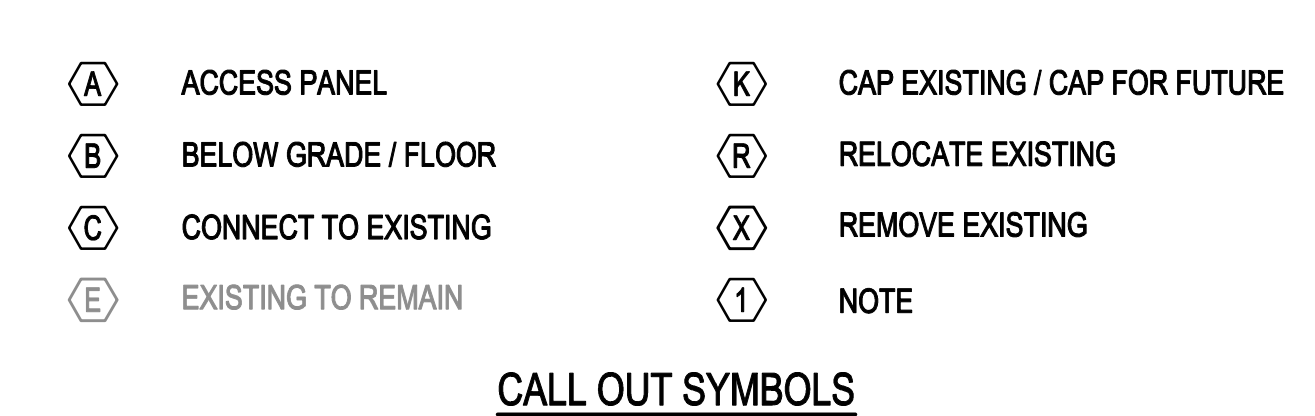 A ACCESS PANEL
B BELOW GRADE / FLOOR
C CONNECT TO EXISTING
E EXISTING TO REMAIN
K CAP EXISTING / CAP FOR FUTURE
R RELOCATE EXISTING
X REMOVE EXISTING
1 NOTE
CALL OUT SYMBOLS